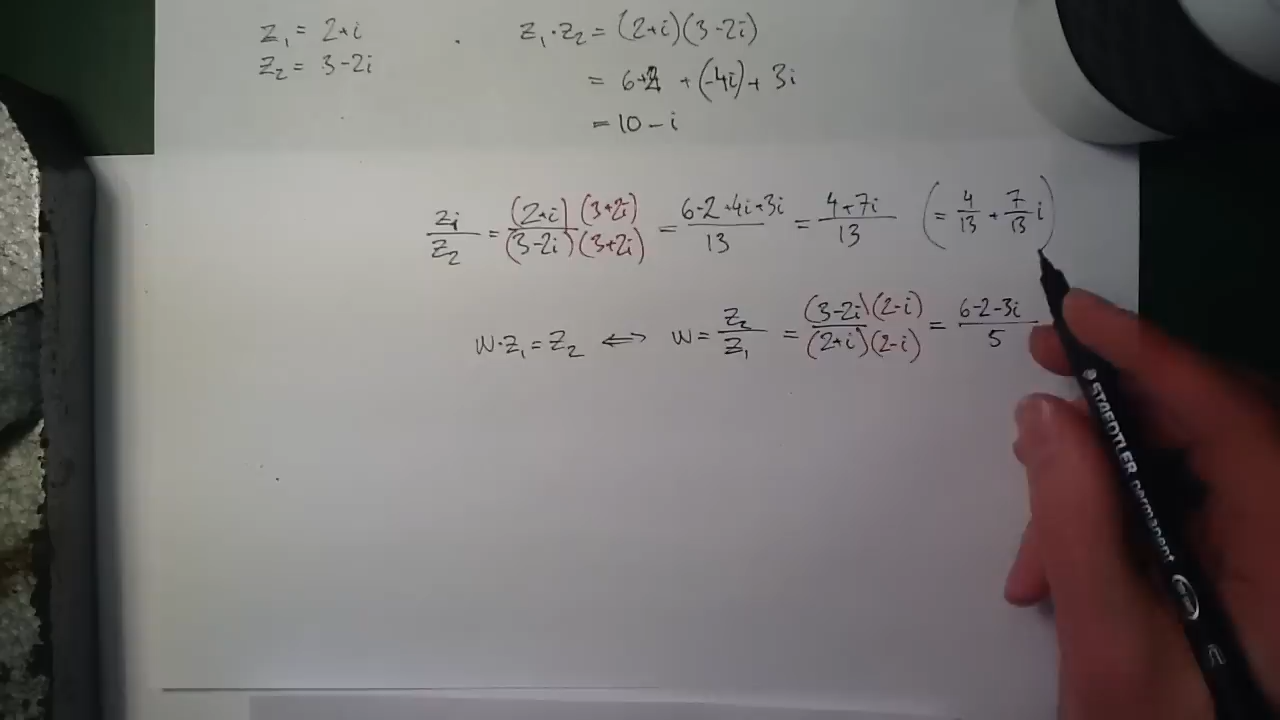 z₁ = 2+i
z₂ = 3-2i
z₁·z₂ = (2+i)(3-2i)
= 6+2 + (-4i) + 3i
= 10 - i
z₁/z₂ = (2+i)(3+2i)/(3-2i)(3+2i) = 6-2+4i+3i/13 = 4+7i/13 (= 4/13 + 7/13 i)
w·z₁ = z₂ ⟺ w = z₂/z₁ = (3-2i)(2-i)/(2+i)(2-i) = 6-2-3i/5
STAEDTLER permanent